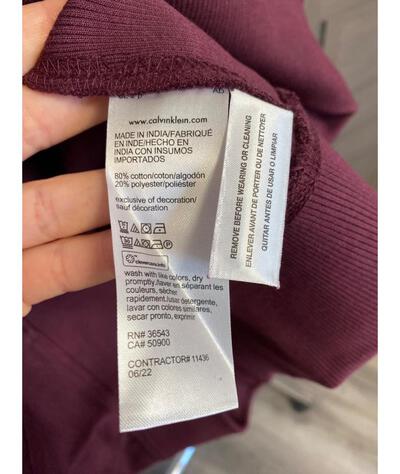 www.calvinklein.com
MADE IN INDIA/FABRIQUÉ
EN INDE/HECHO EN
INDIA CON INSUMOS
IMPORTADOS
80% cotton/coton/algodón
20% polyester/poliéster
exclusive of decoration/
sauf décoration
cleverCare.info
wash with like colors, dry
promptly./laver en séparant les
couleurs, sécher
rapidement./usar detergente,
lavar con colores similares,
secar pronto, exprimir
RN# 36543
CA# 50900
CONTRACTOR# 11436
06/22
REMOVE BEFORE WEARING OR CLEANING
ENLEVER AVANT DE PORTER OU DE NETTOYER
QUITAR ANTES DE USAR O LIMPIAR